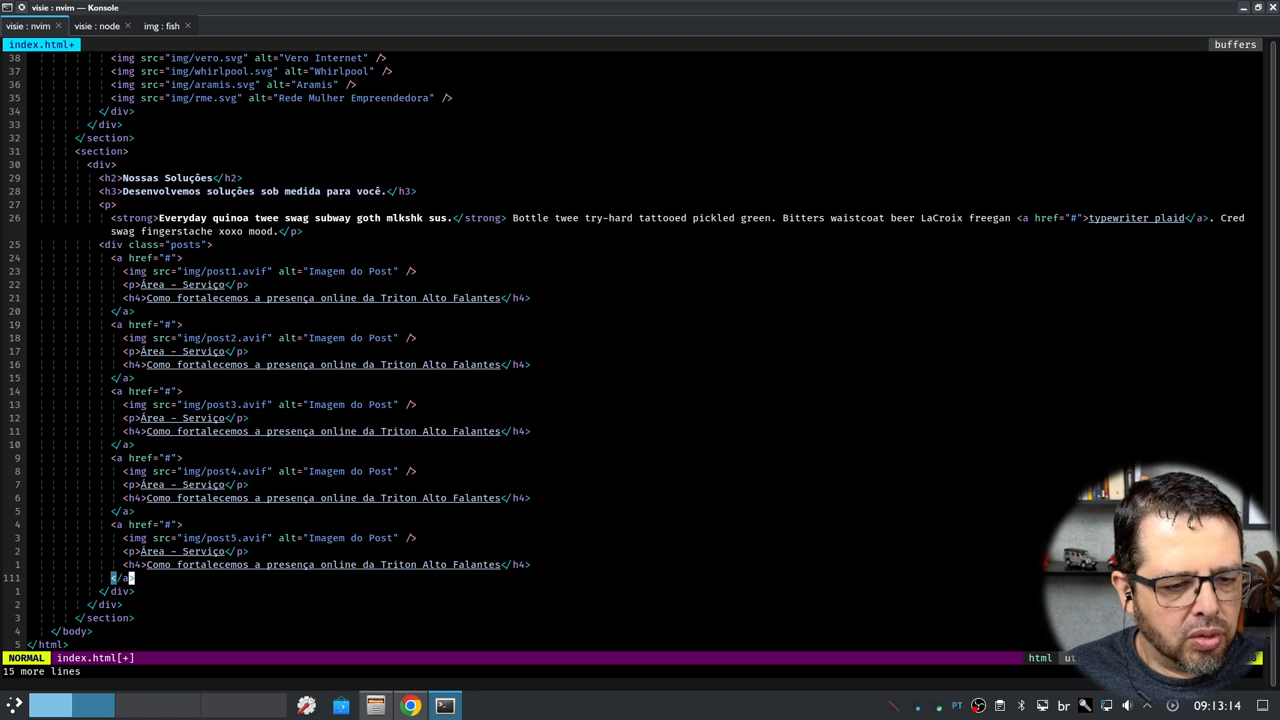 visie : nvim — Konsole
visie : nvim
visie : node
img : fish
index.html+
buffers
38 <img src="img/vero.svg" alt="Vero Internet" />
37 <img src="img/whirlpool.svg" alt="Whirlpool" />
36 <img src="img/aramis.svg" alt="Aramis" />
35 <img src="img/rme.svg" alt="Rede Mulher Empreendedora" />
34 </div>
33 </div>
32 </section>
31 <section>
30 <div>
29 <h2>Nossas Soluções</h2>
28 <h3>Desenvolvemos soluções sob medida para você.</h3>
27 <p>
26 <strong>Everyday quinoa twee swag subway goth mlkshk sus.</strong> Bottle twee try-hard tattooed pickled green. Bitters waistcoat beer LaCroix freegan <a href="#">typewriter plaid</a>. Cred
swag fingerstache xoxo mood.</p>
25 <div class="posts">
24 <a href="#">
23 <img src="img/post1.avif" alt="Imagem do Post" />
22 <p>Área - Serviço</p>
21 <h4>Como fortalecemos a presença online da Triton Alto Falantes</h4>
20 </a>
19 <a href="#">
18 <img src="img/post2.avif" alt="Imagem do Post" />
17 <p>Área - Serviço</p>
16 <h4>Como fortalecemos a presença online da Triton Alto Falantes</h4>
15 </a>
14 <a href="#">
13 <img src="img/post3.avif" alt="Imagem do Post" />
12 <p>Área - Serviço</p>
11 <h4>Como fortalecemos a presença online da Triton Alto Falantes</h4>
10 </a>
9 <a href="#">
8 <img src="img/post4.avif" alt="Imagem do Post" />
7 <p>Área - Serviço</p>
6 <h4>Como fortalecemos a presença online da Triton Alto Falantes</h4>
5 </a>
4 <a href="#">
3 <img src="img/post5.avif" alt="Imagem do Post" />
2 <p>Área - Serviço</p>
1 <h4>Como fortalecemos a presença online da Triton Alto Falantes</h4>
111 </a>
1 </div>
2 </div>
3 </section>
4 </body>
5 </html>
NORMAL index.html[+] html
15 more lines
PT br 09:13:14